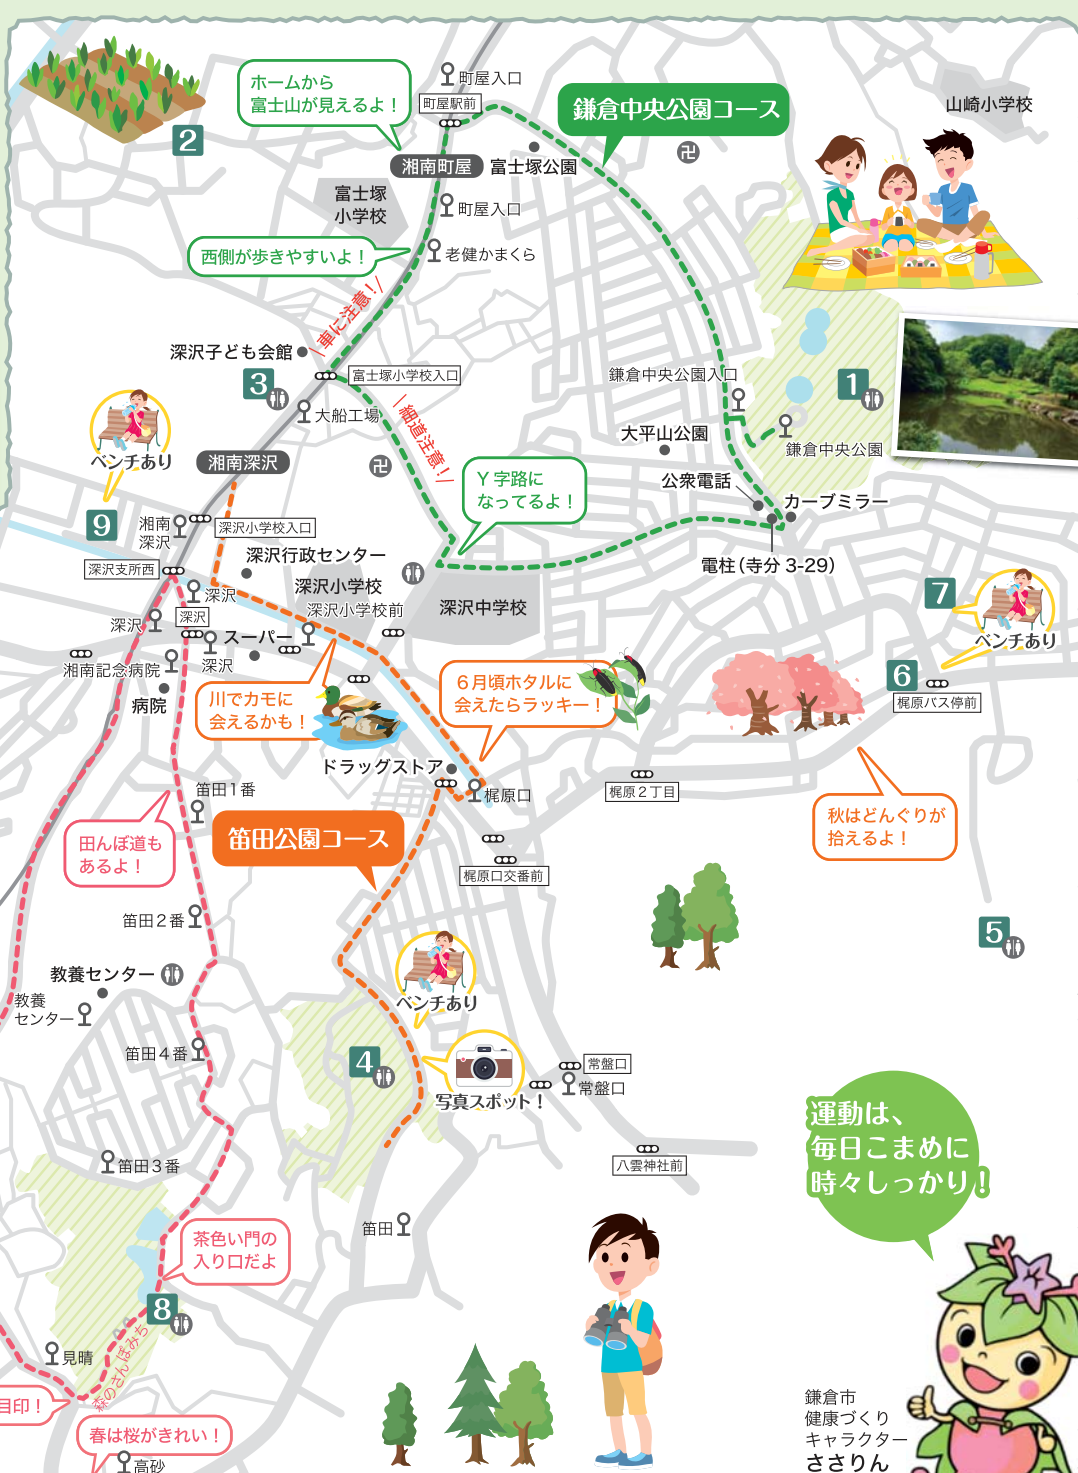 ホームから
富士山が見えるよ！
町屋入口
町屋駅前
鎌倉中央公園コース
山崎小学校
2
湘南町屋
富士塚公園
富士塚
小学校
町屋入口
西側が歩きやすいよ！
老健かまくら
車に注意！
深沢子ども会館
3
富士塚小学校入口
大船工場
細道注意！
鎌倉中央公園入口
1
大平山公園
鎌倉中央公園
ベンチあり
湘南深沢
Y字路に
なってるよ！
公衆電話
カーブミラー
9
湘南
深沢
深沢小学校入口
深沢行政センター
電柱（寺分3-29）
深沢支所西
深沢
深沢小学校
深沢小学校前
深沢中学校
7
ベンチあり
深沢
深沢
スーパー
深沢
湘南記念病院
病院
川でカモに
会えるかも！
6月頃ホタルに
会えたらラッキー！
6
梶原バス停前
ドラッグストア
梶原口
梶原2丁目
笛田1番
笛田公園コース
秋はどんぐりが
拾えるよ！
田んぼ道も
あるよ！
梶原口交番前
笛田2番
5
教養センター
教養
センター
ベンチあり
笛田4番
4
写真スポット！
常盤口
常盤口
運動は、
毎日こまめに
時々しっかり！
八雲神社前
笛田3番
笛田
茶色い門の
入り口だよ
8
森のさんぽみち
見晴
目印！
春は桜がきれい！
高砂
鎌倉市
健康づくり
キャラクター
ささりん